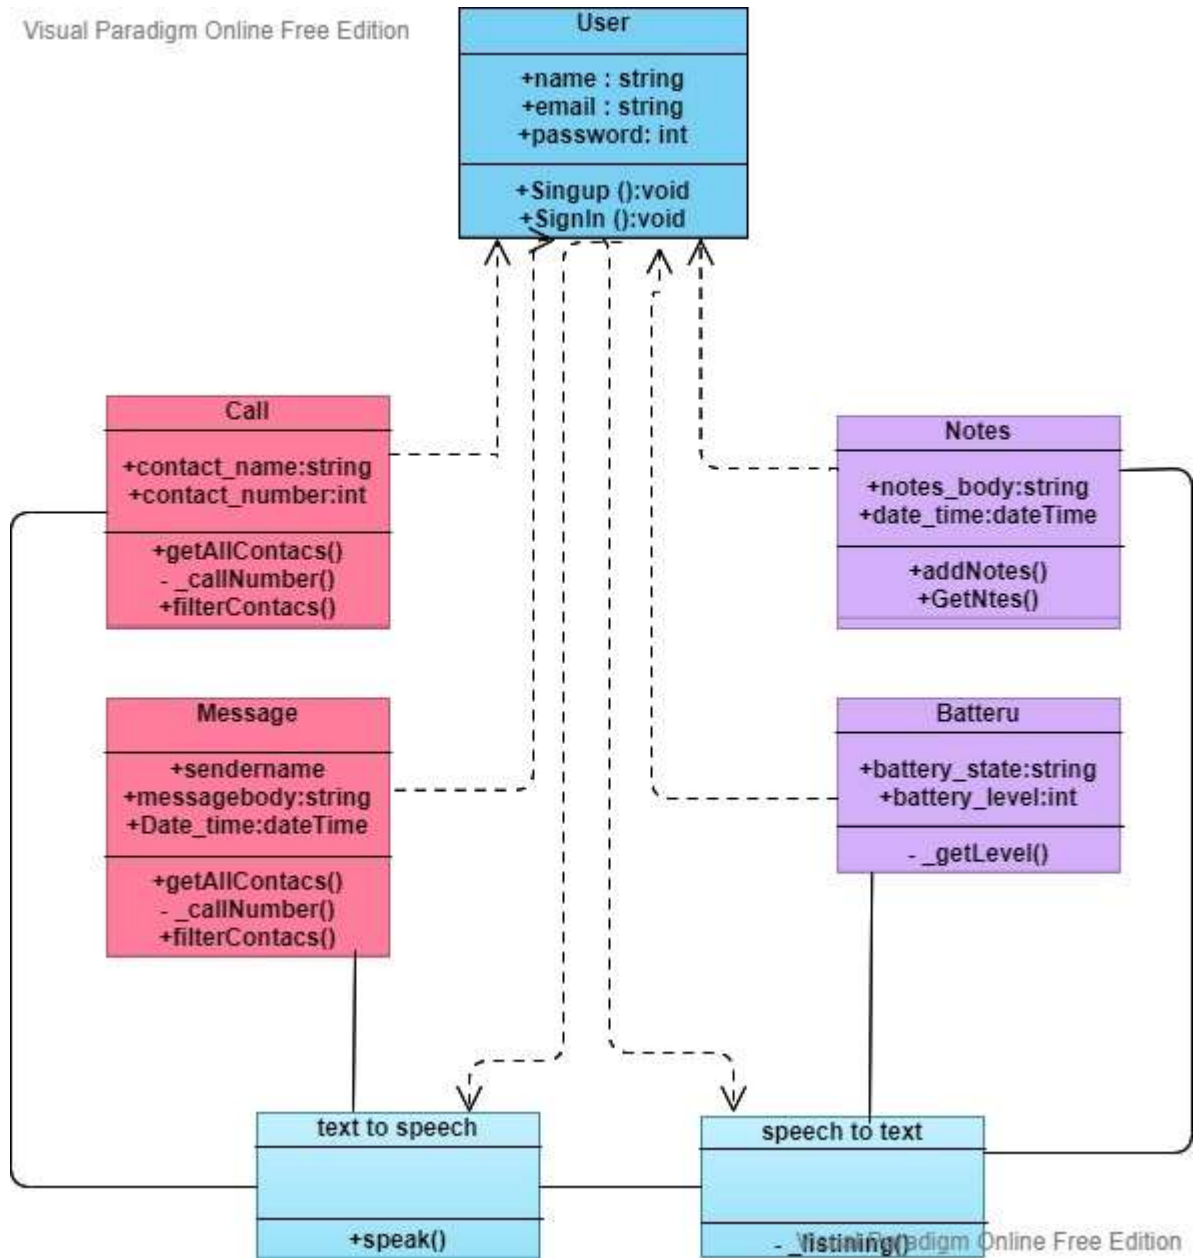 Visual Paradigm Online Free Edition
User
+name : string
+email : string
+password: int
+Singup ():void
+SignIn ():void
Call
+contact_name:string
+contact_number:int
+getAllContacs()
- _callNumber()
+filterContacs()
Notes
+notes_body:string
+date_time:dateTime
+addNotes()
+GetNtes()
Message
+sendername
+messagebody:string
+Date_time:dateTime
+getAllContacs()
- _callNumber()
+filterContacs()
Batteru
+battery_state:string
+battery_level:int
- _getLevel()
text to speech
+speak()
speech to text
- _listining()
Visual Paradigm Online Free Edition